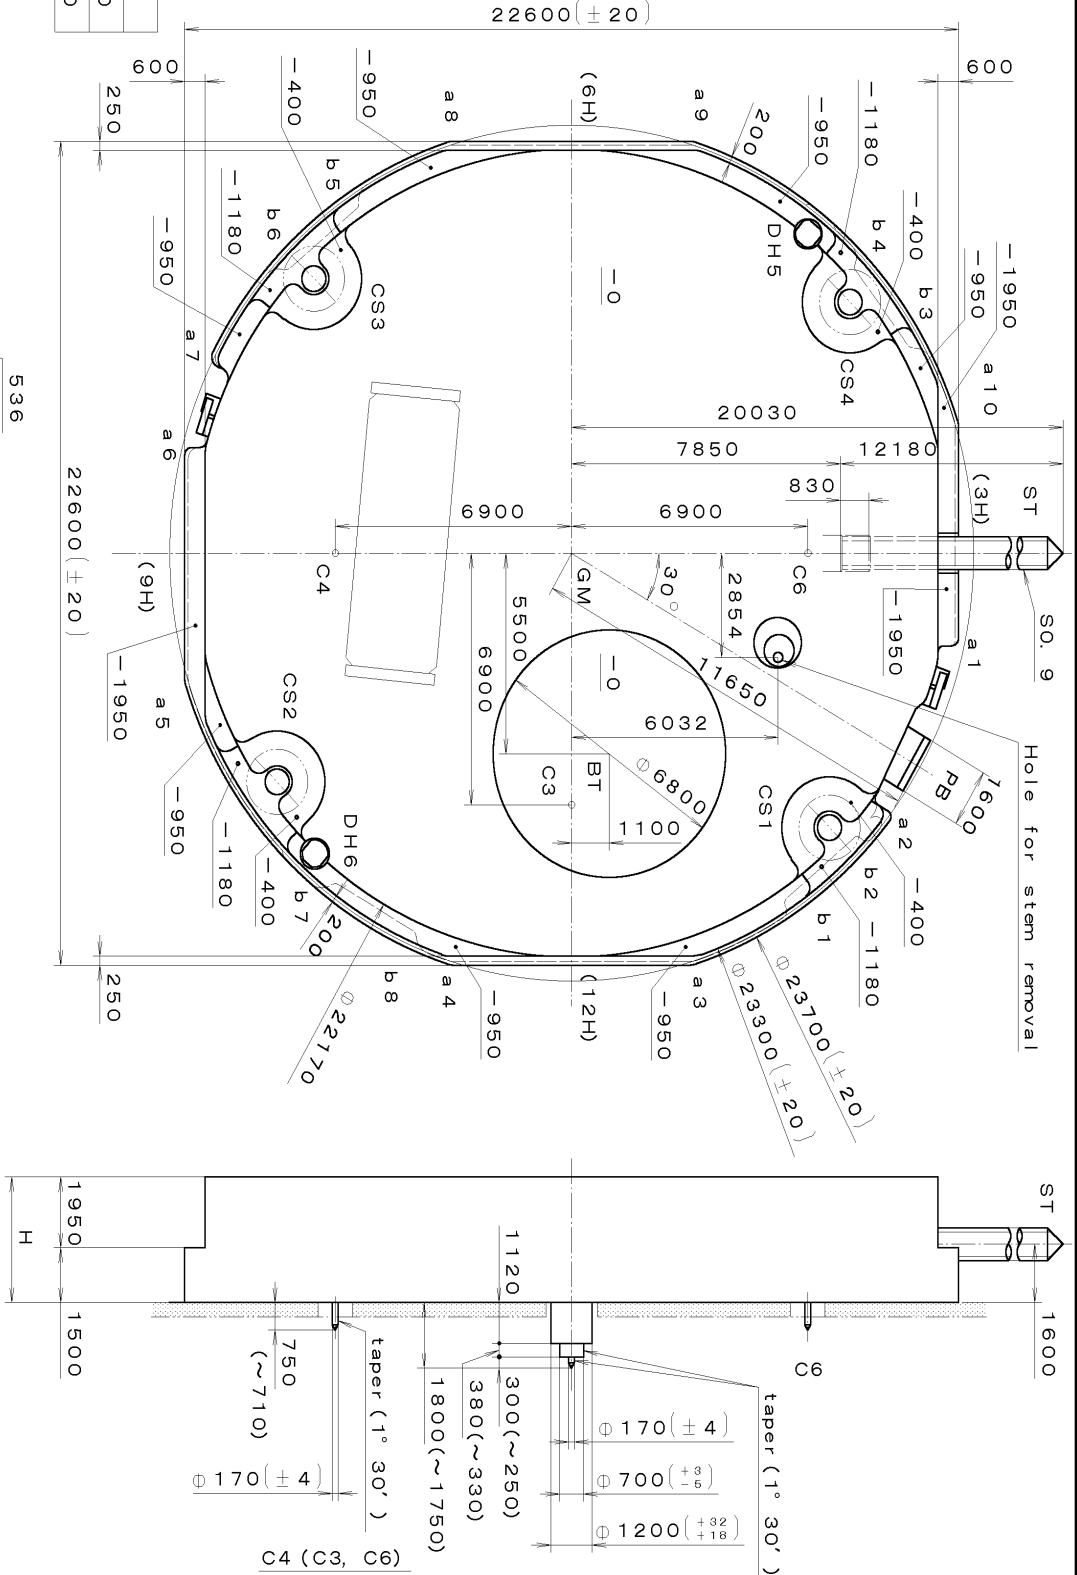 22600(±20)
600
600
250
-400
-950
a8
(6H)
a9
200
-950
-1180
b4
-400
b3
-950
-1950
a10
b5
b6
-1180
-950
a7
CS3
DH5
-0
CS4
20030
7850
12180
830
(3H)
ST
536
a6
22600(±20)
6900
6900
C4
C6
(9H)
GM
30°
2854
5500
6900
-1950
S0.9
a1
11650
-0
6032
-1950
a5
CS2
BT
C3
φ6800
1100
CS1
PB
1600
Hole for stem removal
-950
-1180
-400
DH6
b7
200
a2
-400
b2
b1
-1180
250
b8
a4
-950
(12H)
-950
a3
φ22170
φ23300(±20)
φ23700(±20)
ST
H
1950
1500
1120
1600
750
(~710)
taper(1°30′)
1800(~1750)
380(~330)
300(~250)
C6
taper(1°30′)
φ170(±4)
φ170(±4)
φ700(+3 -5)
φ1200(+32 +18)
C4(C3, C6)